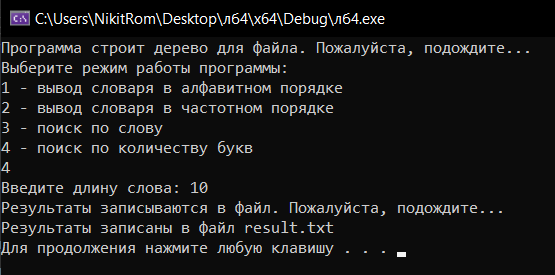 C:\Users\NikitRom\Desktop\л64\x64\Debug\л64.exe
Программа строит дерево для файла. Пожалуйста, подождите...
Выберите режим работы программы:
1 - вывод словаря в алфавитном порядке
2 - вывод словаря в частотном порядке
3 - поиск по слову
4 - поиск по количеству букв
4
Введите длину слова: 10
Результаты записываются в файл. Пожалуйста, подождите...
Результаты записаны в файл result.txt
Для продолжения нажмите любую клавишу . . .